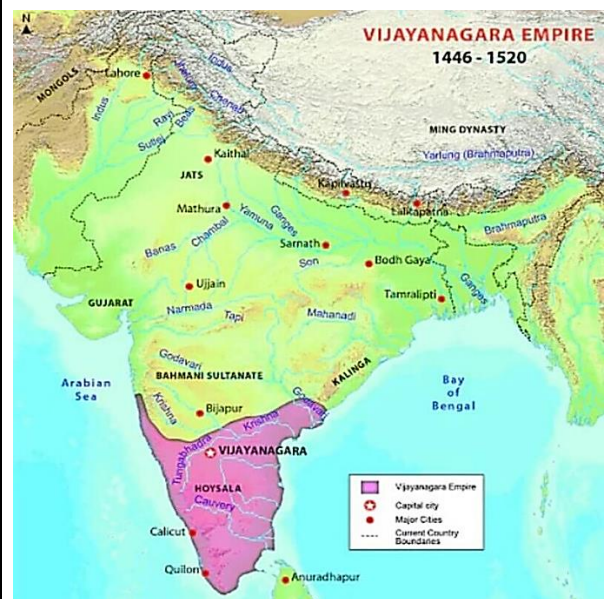 N
VIJAYANAGARA EMPIRE
1446 - 1520
MONGOLS
Lahore
Jhelum
Indus
Chenab
Indus
Ravi
Beas
Sutlej
MING DYNASTY
Yarlung (Brahmaputra)
Kaithal
JATS
Kapilvastu
Lalitapatna
Mathura
Chambal
Yamuna
Ganges
Brahmaputra
Banas
Sarnath
Son
Bodh Gaya
Ujjain
Tamralipti
Ganges
GUJARAT
Narmada
Tapi
Mahanadi
Godavari
BAHMANI SULTANATE
KALINGA
Arabian
Sea
Bay
of
Bengal
Krishna
Bijapur
Godavari
Krishna
Tungabhadra
VIJAYANAGARA
HOYSALA
Cauvery
Calicut
Quilon
Anuradhapur
Vijayanagara Empire
Capital city
Major Cities
Current Country
Boundaries